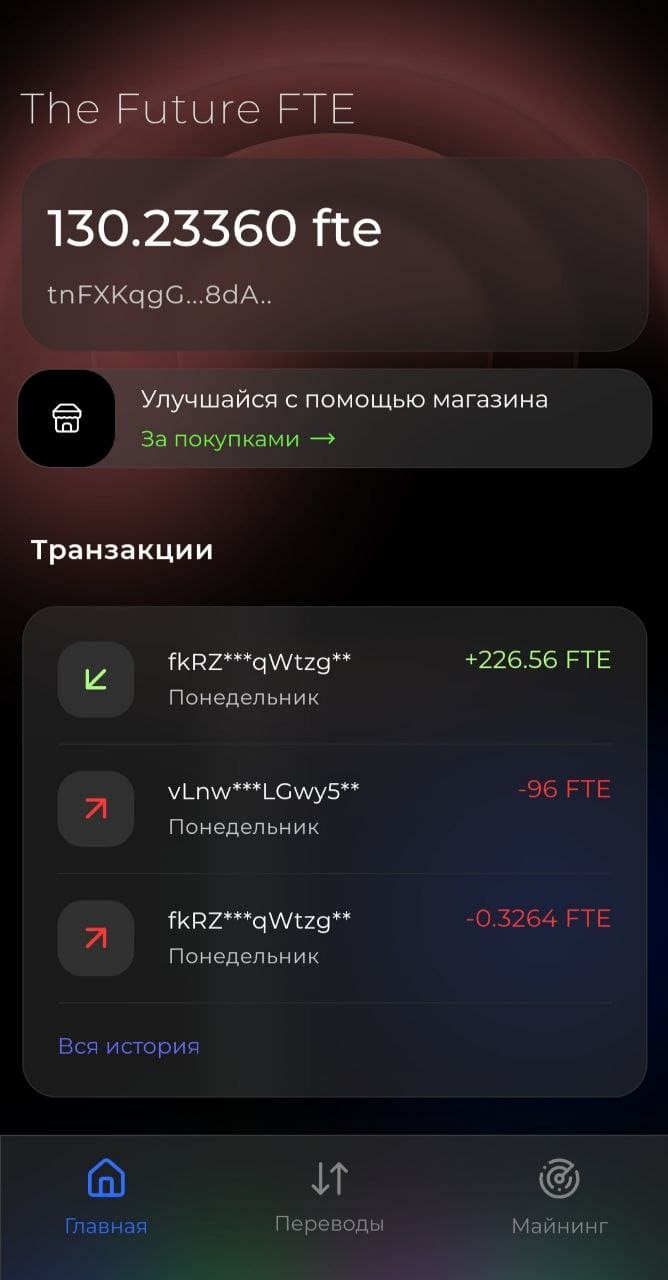 The Future FTE
130.23360 fte
tnFXKqgG...8dA..
Улучшайся с помощью магазина
За покупками →
Транзакции
fkRZ***qWtzg**
+226.56 FTE
Понедельник
vLnw***LGwy5**
-96 FTE
Понедельник
fkRZ***qWtzg**
-0.3264 FTE
Понедельник
Вся история
Главная
Переводы
Майнинг